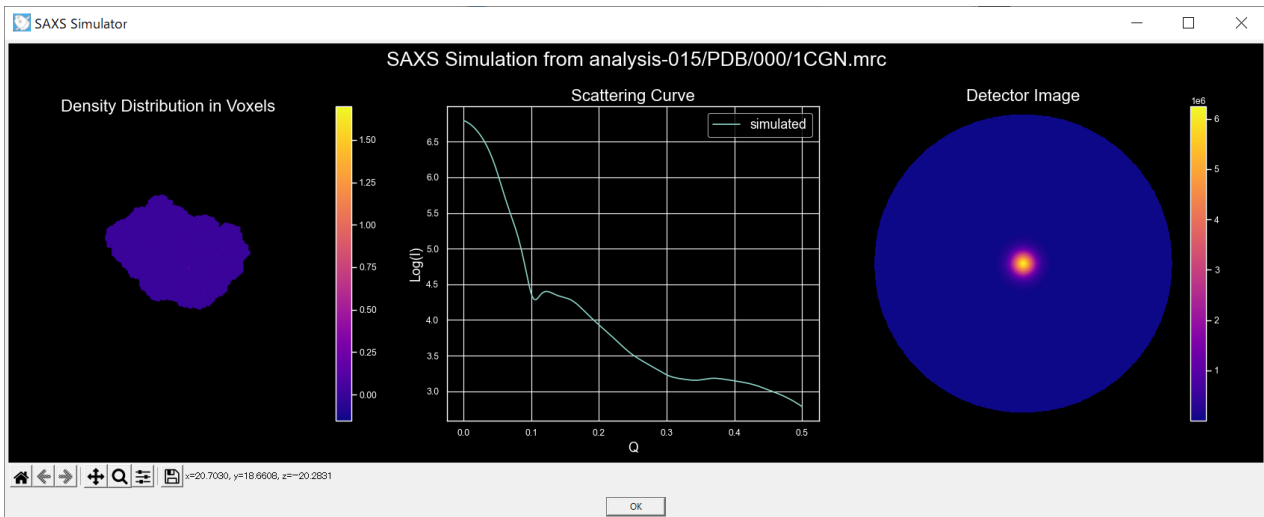 SAXS Simulator
SAXS Simulation from analysis-015/PDB/000/1CGN.mrc
Density Distribution in Voxels
1.50
1.25
1.00
0.75
0.50
0.25
0.00
Scattering Curve
simulated
Log(I)
6.5
6.0
5.5
5.0
4.5
4.0
3.5
3.0
0.0 0.1 0.2 0.3 0.4 0.5
Q
Detector Image
1e6
6
5
4
3
2
1
x=20.7030, y=18.6608, z=−20.2831
OK